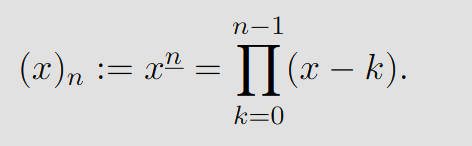 (x)_n := x^{\underline{n}} = \prod_{k=0}^{n-1} (x - k).